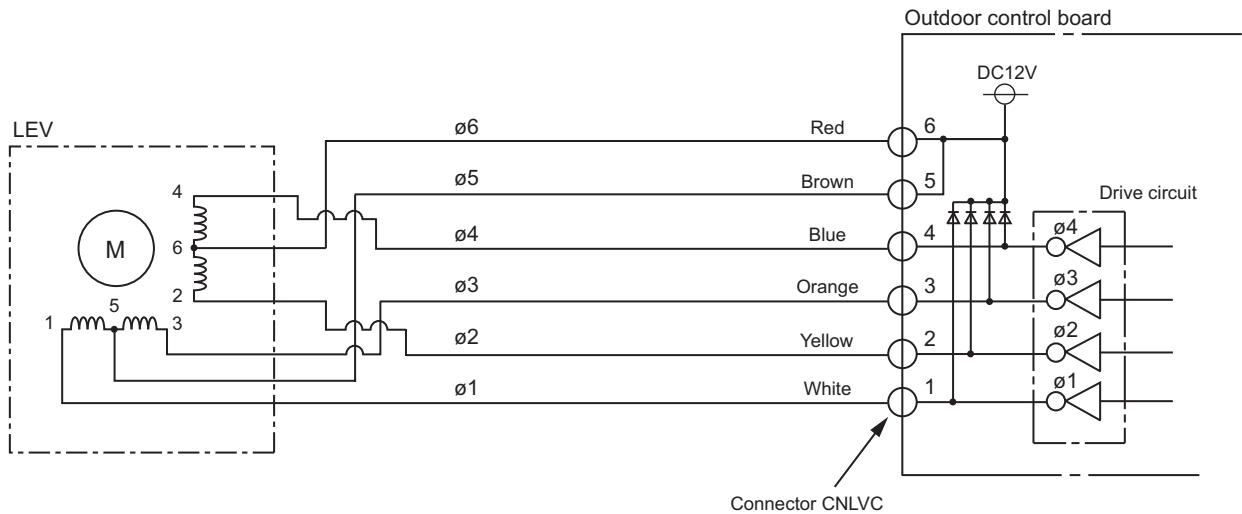 Outdoor control board
DC12V
LEV
ø6
Red
6
ø5
Brown
5
Drive circuit
4
ø4
Blue
4
ø4
M
6
ø3
Orange
3
ø3
2
5
1
3
ø2
Yellow
2
ø2
ø1
White
1
ø1
Connector CNLVC